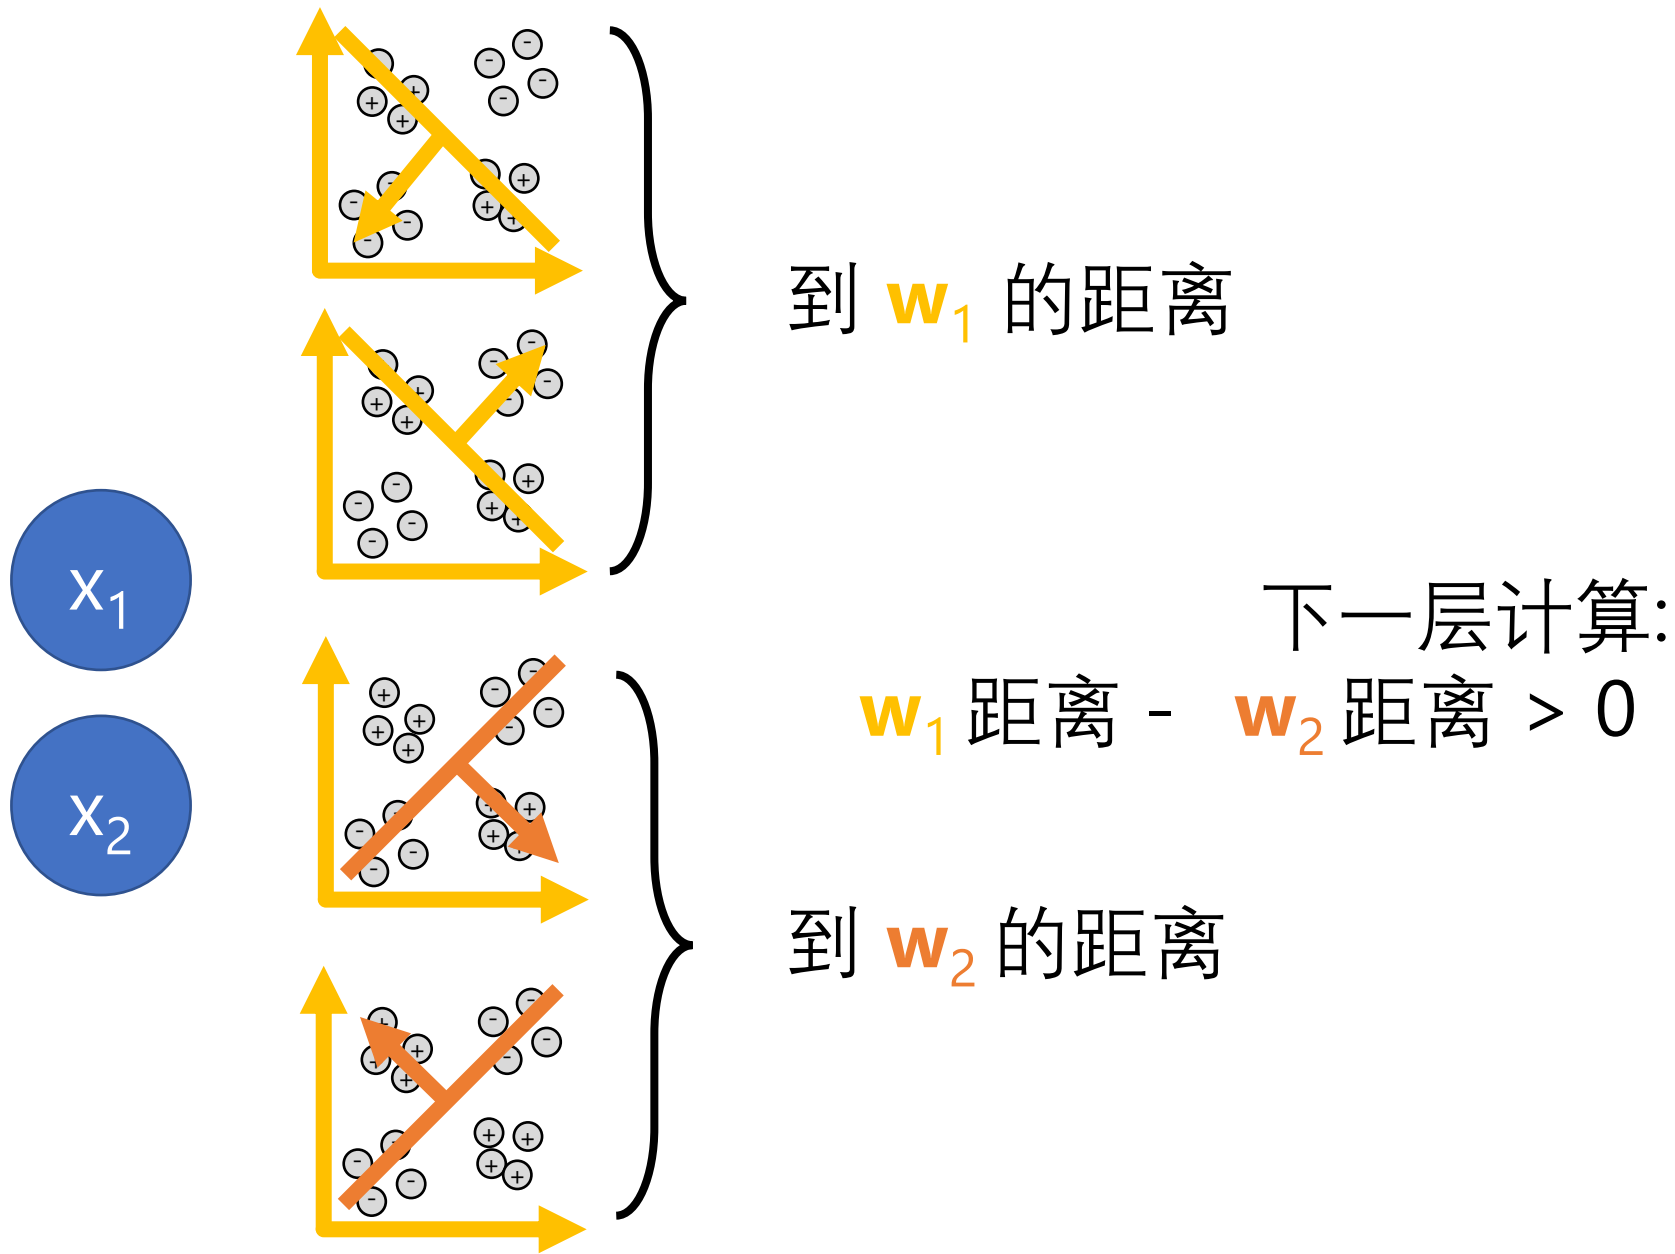 到 w1 的距离
x1
下一层计算:
w1 距离 - w2 距离 > 0
x2
到 w2 的距离